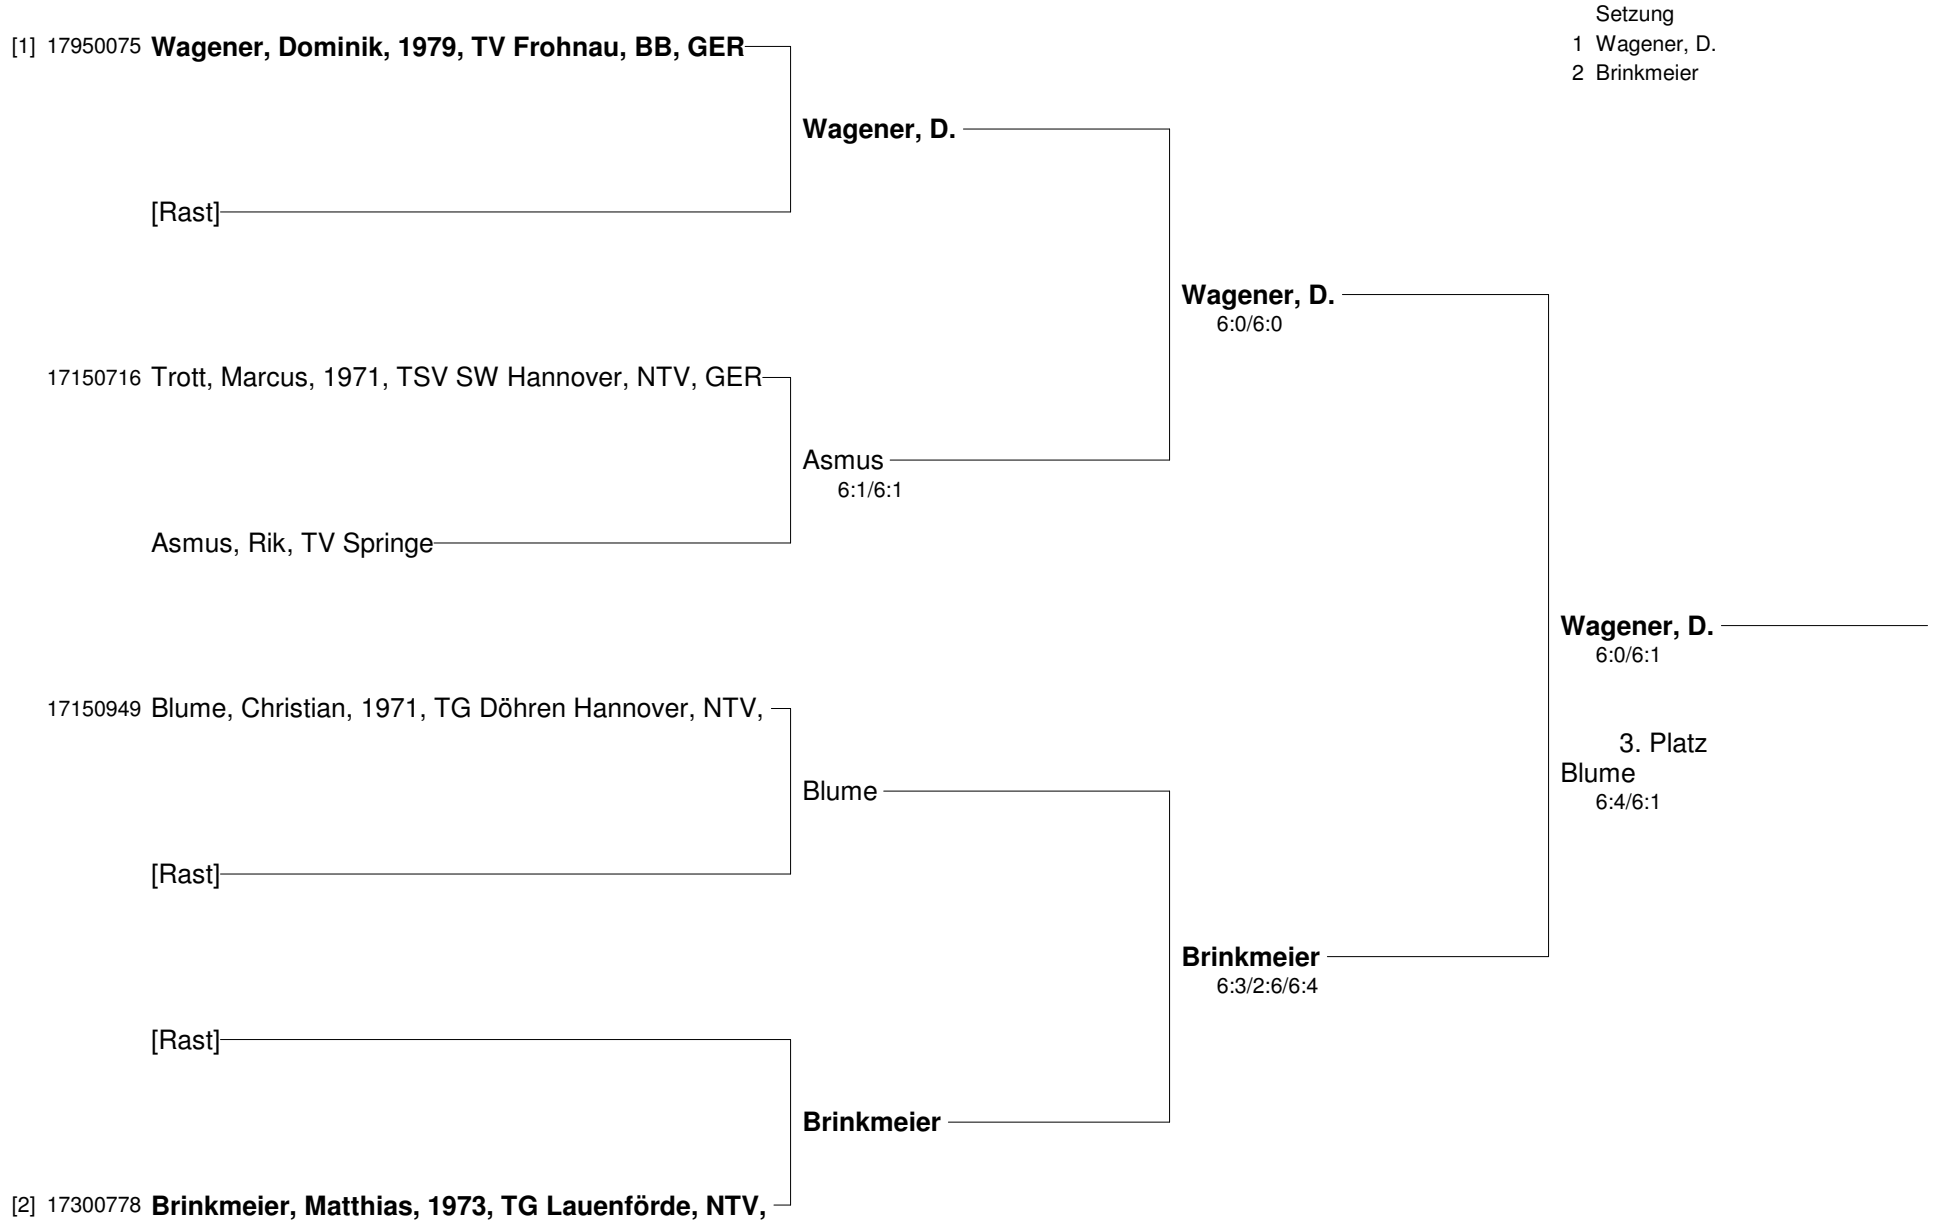 Setzung
1 Wagener, D.
2 Brinkmeier
[1] 17950075 Wagener, Dominik, 1979, TV Frohnau, BB, GER
Wagener, D.
[Rast]
Wagener, D.
6:0/6:0
17150716 Trott, Marcus, 1971, TSV SW Hannover, NTV, GER
Asmus
6:1/6:1
Asmus, Rik, TV Springe
Wagener, D.
6:0/6:1
17150949 Blume, Christian, 1971, TG Döhren Hannover, NTV,
3. Platz
Blume
6:4/6:1
Blume
[Rast]
Brinkmeier
6:3/2:6/6:4
[Rast]
Brinkmeier
[2] 17300778 Brinkmeier, Matthias, 1973, TG Lauenförde, NTV,